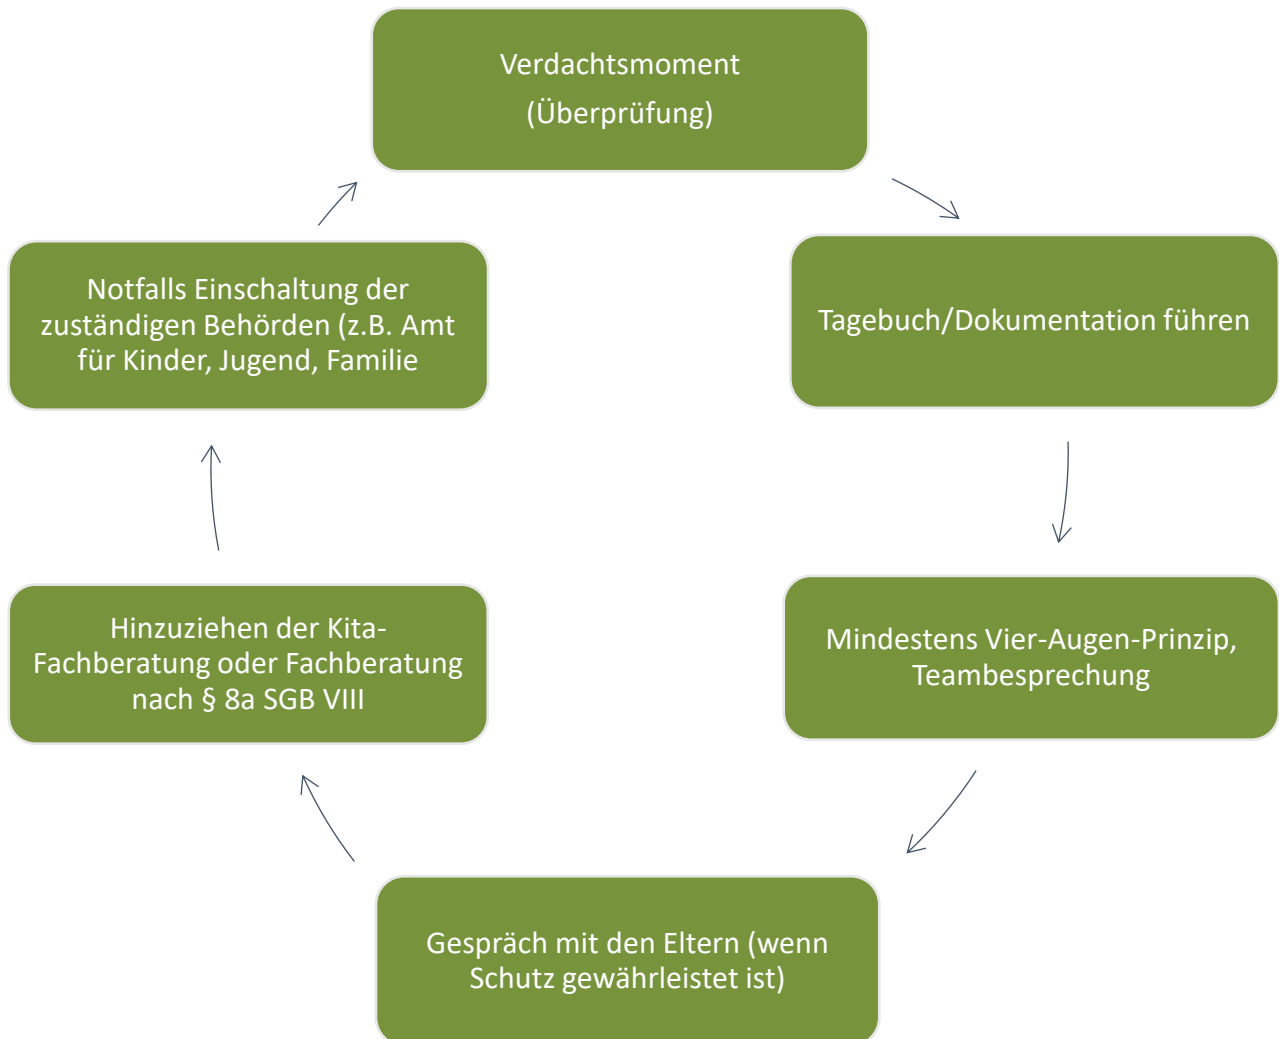 Verdachtsmoment
(Überprüfung)
Tagebuch/Dokumentation führen
Mindestens Vier-Augen-Prinzip,
Teambesprechung
Gespräch mit den Eltern (wenn
Schutz gewährleistet ist)
Hinzuziehen der Kita-
Fachberatung oder Fachberatung
nach § 8a SGB VIII
Notfalls Einschaltung der
zuständigen Behörden (z.B. Amt
für Kinder, Jugend, Familie